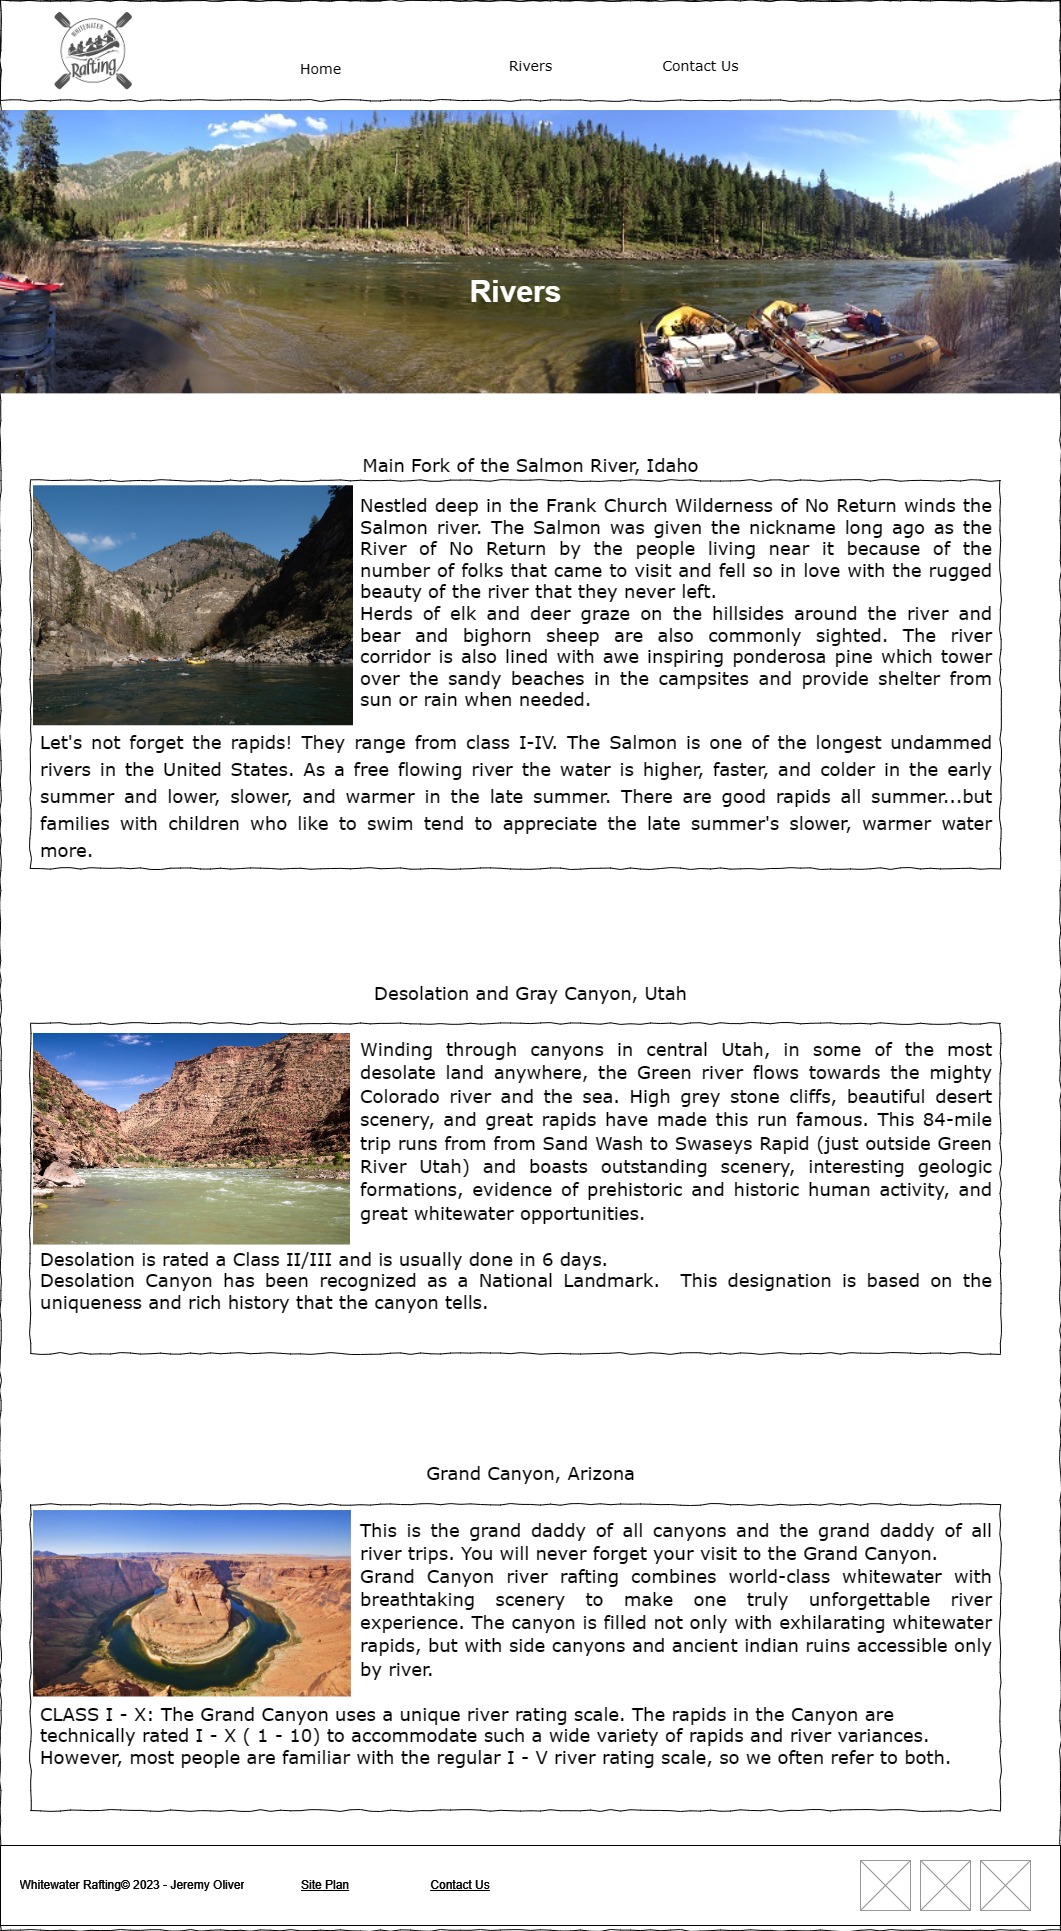 WHITEWATER
Rafting
Home
Rivers
Contact Us
Rivers
Main Fork of the Salmon River, Idaho
Nestled deep in the Frank Church Wilderness of No Return winds the
Salmon river. The Salmon was given the nickname long ago as the
River of No Return by the people living near it because of the
number of folks that came to visit and fell so in love with the rugged
beauty of the river that they never left.
Herds of elk and deer graze on the hillsides around the river and
bear and bighorn sheep are also commonly sighted. The river
corridor is also lined with awe inspiring ponderosa pine which tower
over the sandy beaches in the campsites and provide shelter from
sun or rain when needed.
Let's not forget the rapids! They range from class I-IV. The Salmon is one of the longest undammed
rivers in the United States. As a free flowing river the water is higher, faster, and colder in the early
summer and lower, slower, and warmer in the late summer. There are good rapids all summer...but
families with children who like to swim tend to appreciate the late summer's slower, warmer water
more.
Desolation and Gray Canyon, Utah
Winding through canyons in central Utah, in some of the most
desolate land anywhere, the Green river flows towards the mighty
Colorado river and the sea. High grey stone cliffs, beautiful desert
scenery, and great rapids have made this run famous. This 84-mile
trip runs from from Sand Wash to Swaseys Rapid (just outside Green
River Utah) and boasts outstanding scenery, interesting geologic
formations, evidence of prehistoric and historic human activity, and
great whitewater opportunities.
Desolation is rated a Class II/III and is usually done in 6 days.
Desolation Canyon has been recognized as a National Landmark.  This designation is based on the
uniqueness and rich history that the canyon tells.
Grand Canyon, Arizona
This is the grand daddy of all canyons and the grand daddy of all
river trips. You will never forget your visit to the Grand Canyon.
Grand Canyon river rafting combines world-class whitewater with
breathtaking scenery to make one truly unforgettable river
experience. The canyon is filled not only with exhilarating whitewater
rapids, but with side canyons and ancient indian ruins accessible only
by river.
CLASS I - X: The Grand Canyon uses a unique river rating scale. The rapids in the Canyon are
technically rated I - X ( 1 - 10) to accommodate such a wide variety of rapids and river variances.
However, most people are familiar with the regular I - V river rating scale, so we often refer to both.
Whitewater Rafting© 2023 - Jeremy Oliver
Site Plan
Contact Us